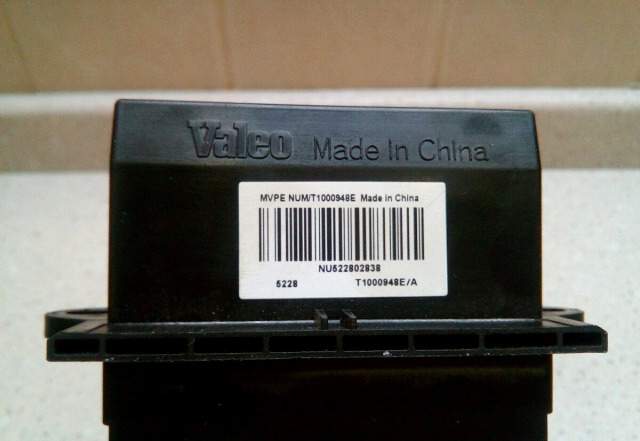 Valeo Made In China
MVPE NUM/T1000948E Made in China
NU522802838
5228 T1000948E/A